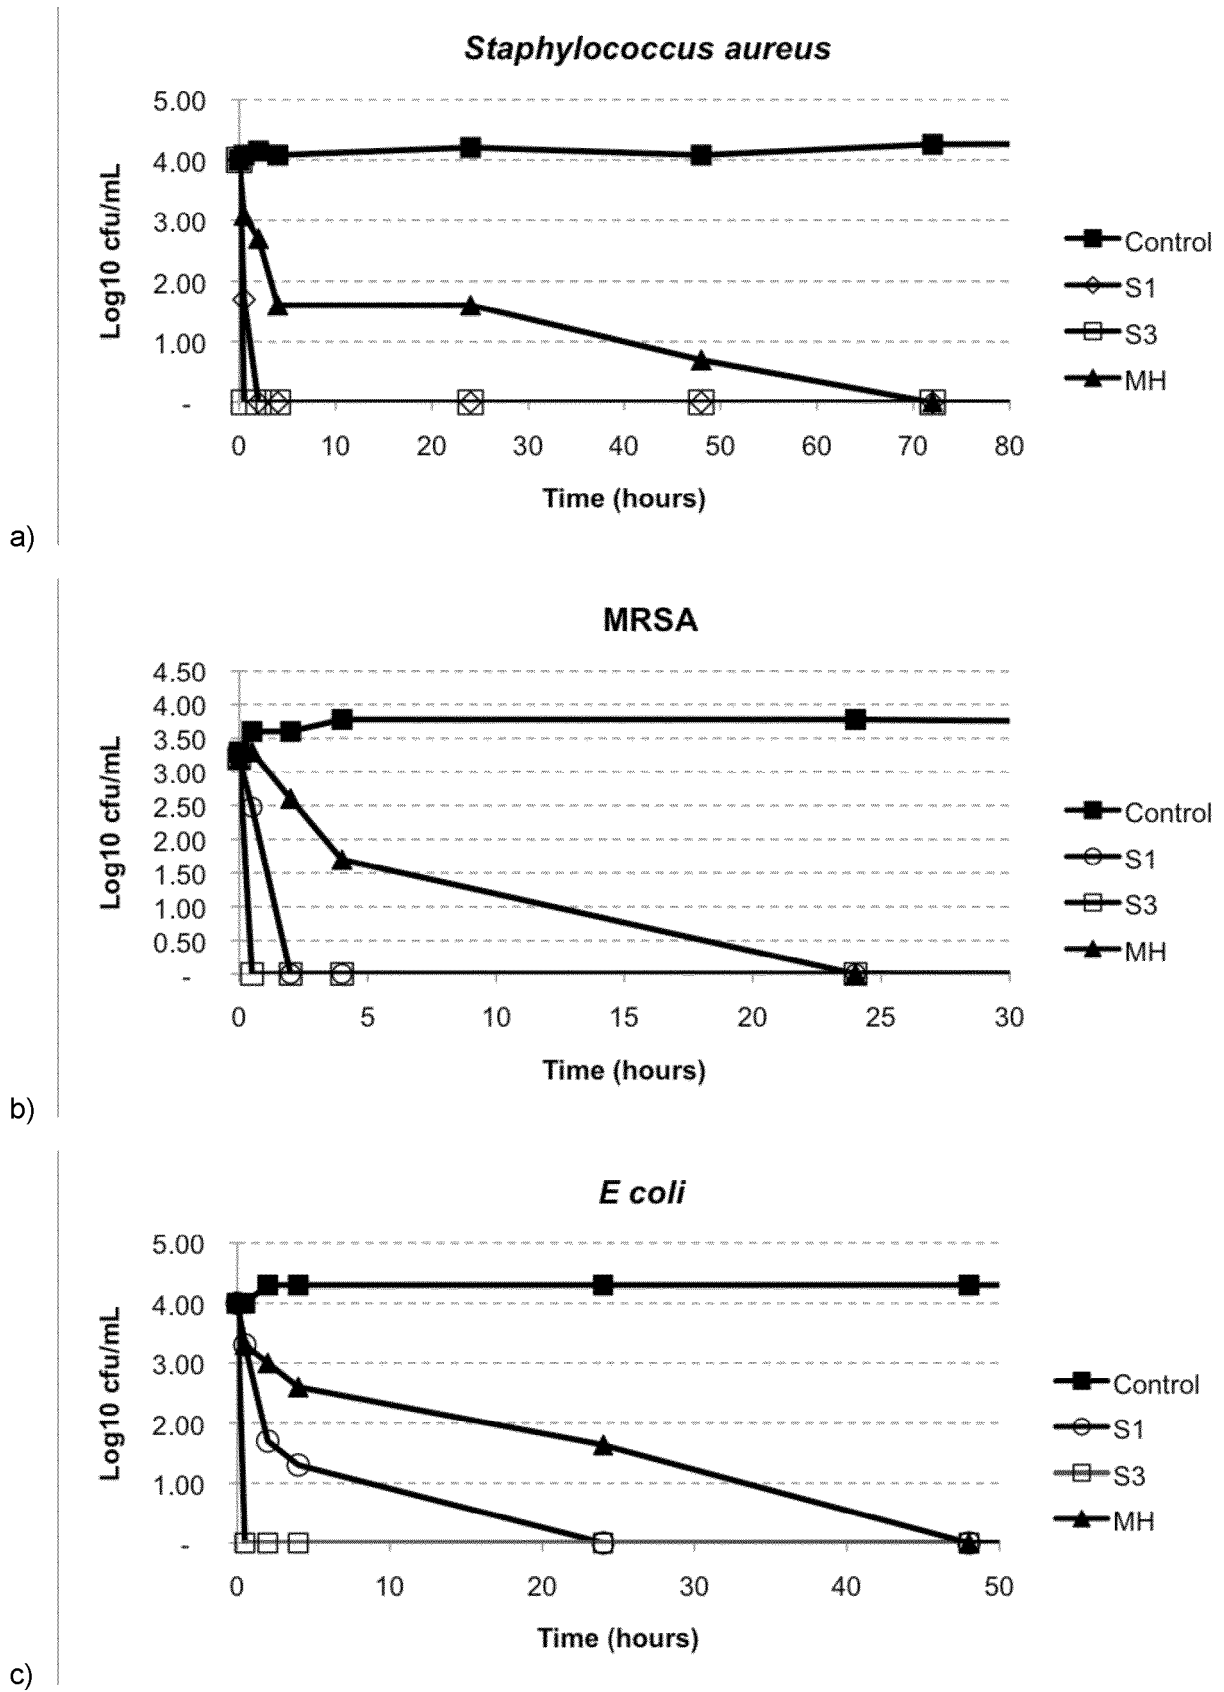 Staphylococcus aureus
5.00
4.00
3.00
2.00
1.00
-
Log10 cfu/mL
0 10 20 30 40 50 60 70 80
Time (hours)
Control
S1
S3
MH
a)
MRSA
4.50
4.00
3.50
3.00
2.50
2.00
1.50
1.00
0.50
-
Log10 cfu/mL
0 5 10 15 20 25 30
Time (hours)
Control
S1
S3
MH
b)
E coli
5.00
4.00
3.00
2.00
1.00
-
Log10 cfu/mL
0 10 20 30 40 50
Time (hours)
Control
S1
S3
MH
c)